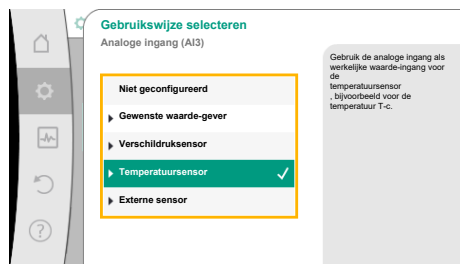 Gebruikswijze selecteren
Analoge ingang (AI3)
Niet geconfigureerd
Gewenste waarde-gever
Verschildruksensor
Temperatuursensor
Externe sensor
Gebruik de analoge ingang als
werkelijke waarde-ingang voor
de
temperatuursensor
, bijvoorbeeld voor de
temperatuur T-c.